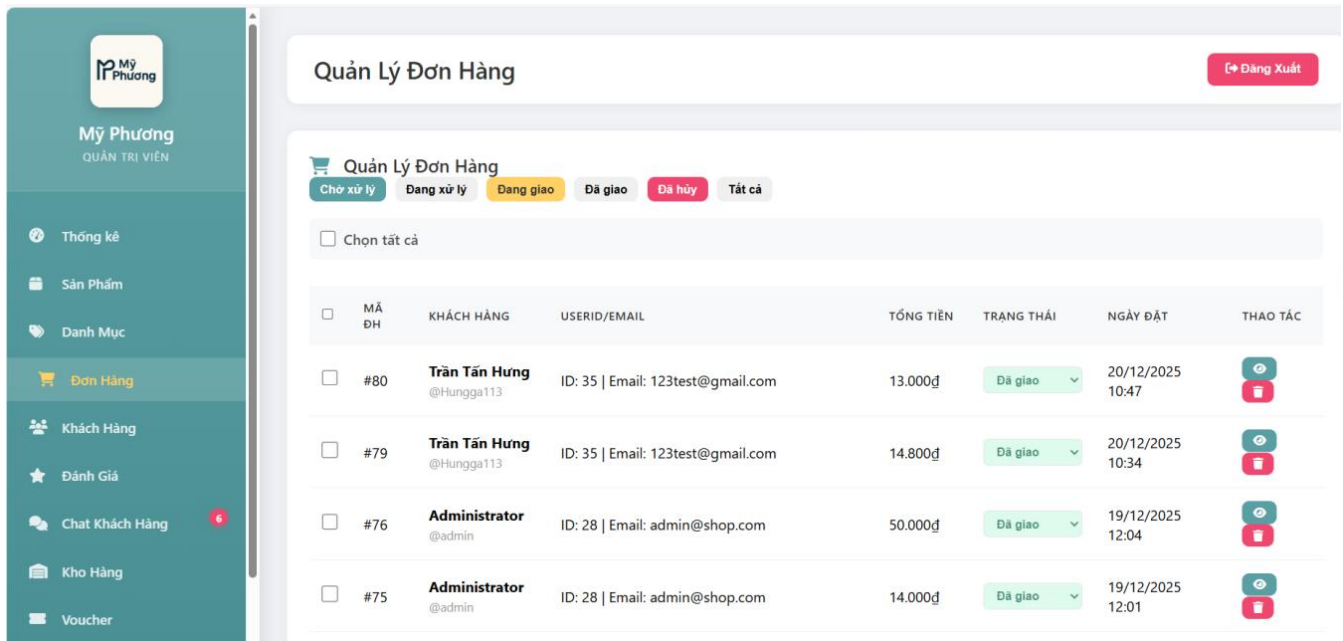 Mỹ
Phương
Mỹ Phương
QUẢN TRỊ VIÊN
Thống kê
Sản Phẩm
Danh Mục
Đơn Hàng
Khách Hàng
Đánh Giá
Chat Khách Hàng 6
Kho Hàng
Voucher
Quản Lý Đơn Hàng
Đăng Xuất
Quản Lý Đơn Hàng
Chờ xử lý Đang xử lý Đang giao Đã giao Đã hủy Tất cả
Chọn tất cả
MÃ ĐH KHÁCH HÀNG USERID/EMAIL TỔNG TIỀN TRẠNG THÁI NGÀY ĐẶT THAO TÁC
#80 Trần Tấn Hưng ID: 35 | Email: 123test@gmail.com 13.000₫ Đã giao 20/12/2025
@Hungga113 10:47
#79 Trần Tấn Hưng ID: 35 | Email: 123test@gmail.com 14.800₫ Đã giao 20/12/2025
@Hungga113 10:34
#76 Administrator ID: 28 | Email: admin@shop.com 50.000₫ Đã giao 19/12/2025
@admin 12:04
#75 Administrator ID: 28 | Email: admin@shop.com 14.000₫ Đã giao 19/12/2025
@admin 12:01